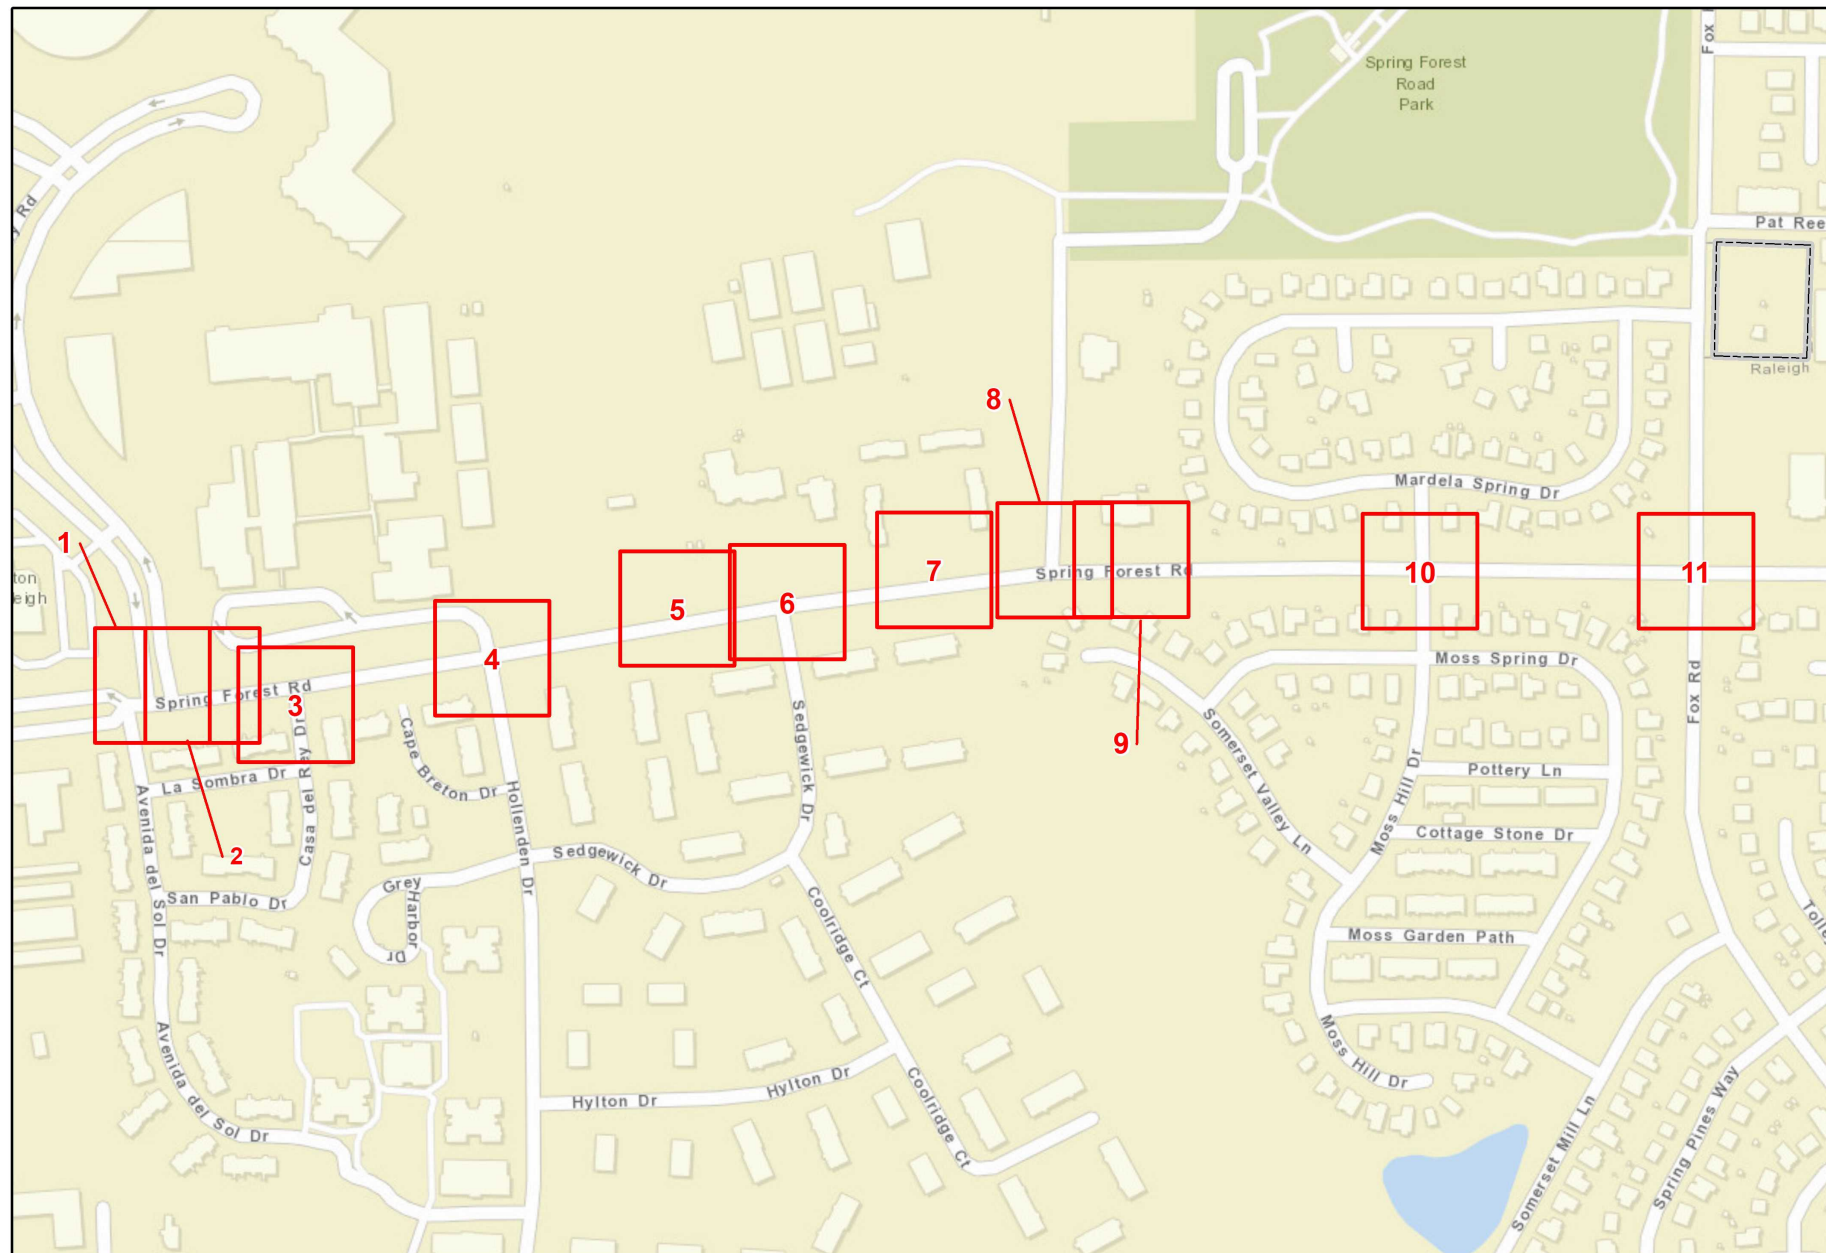 Spring Forest
Road
Park
Fox
Rd
Pat Ree
Raleigh
8
Mardela Spring Dr
1
ton
eigh
Spring Forest Rd
7
10
11
5
6
4
Spring Forest Rd
3
Moss Spring Dr
Fox Rd
Sedgewick Dr
Somerset Valley Ln
9
Cape Breton Dr
La Sombra Dr
Casa del Rey Dr
Avenida del Sol Dr
Hollenden Dr
Moss Hill Dr
Pottery Ln
Cottage Stone Dr
2
Sedgewick Dr
Grey
Harbor
Dr
San Pablo Dr
Coolridge Ct
Moss Garden Path
Avenida del Sol Dr
Moss Hill Dr
Hylton Dr
Hylton Dr
Coolridge Ct
Somerset Mill Ln
Spring Pines Way